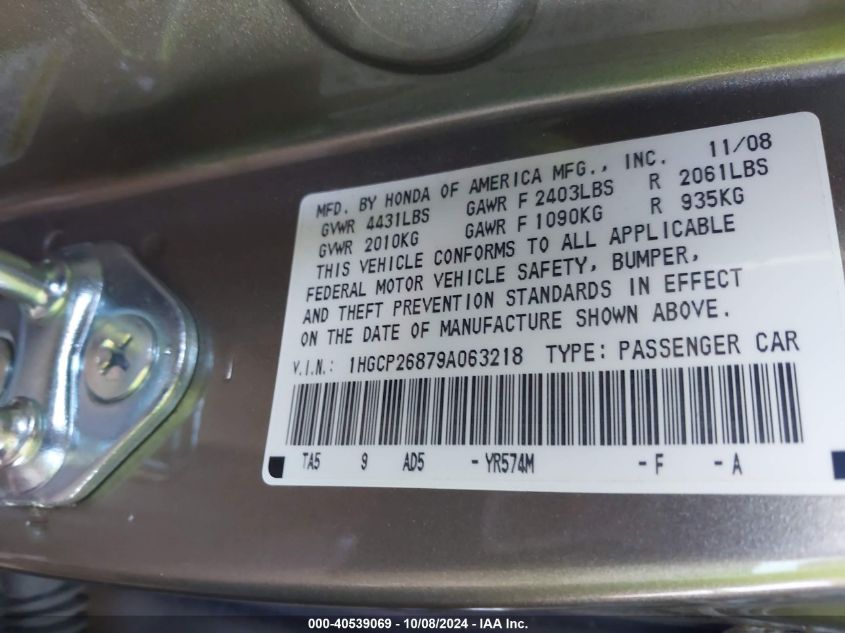 MFD. BY HONDA OF AMERICA MFG., INC. 11/08
GVWR 4431LBS GAWR F 2403LBS R 2061LBS
GVWR 2010KG GAWR F 1090KG R 935KG
THIS VEHICLE CONFORMS TO ALL APPLICABLE
FEDERAL MOTOR VEHICLE SAFETY, BUMPER,
AND THEFT PREVENTION STANDARDS IN EFFECT
ON THE DATE OF MANUFACTURE SHOWN ABOVE.
V.I.N.: 1HGCP26879A063218 TYPE: PASSENGER CAR
TA5 9 AD5 -YR574M -F -A
000-40539069 - 10/08/2024 - IAA Inc.